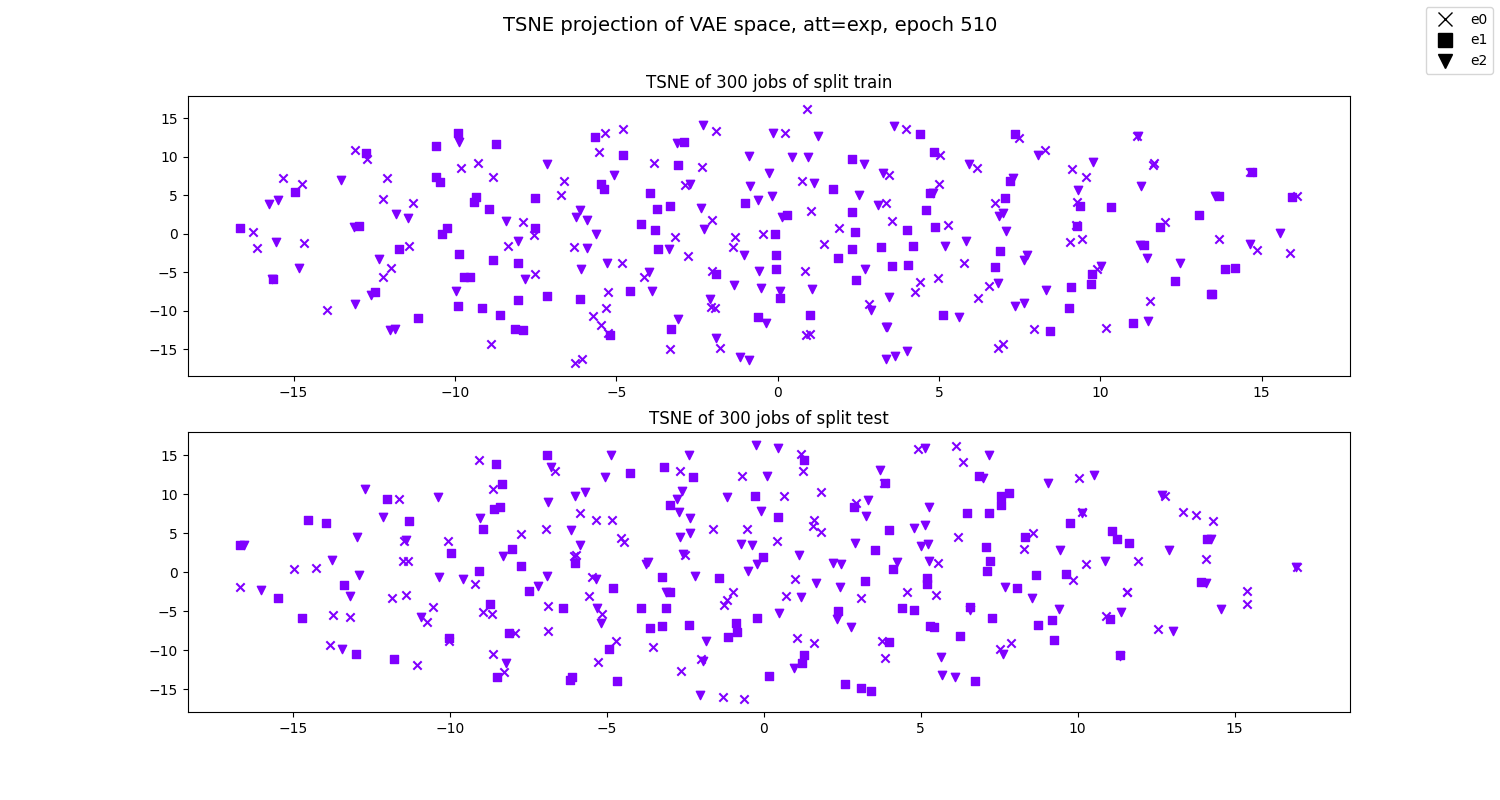 TSNE projection of VAE space, att=exp, epoch 510
e0
e1
e2
TSNE of 300 jobs of split train
15
10
5
0
−5
−10
−15
−15 −10 −5 0 5 10 15
TSNE of 300 jobs of split test
15
10
5
0
−5
−10
−15
−15 −10 −5 0 5 10 15